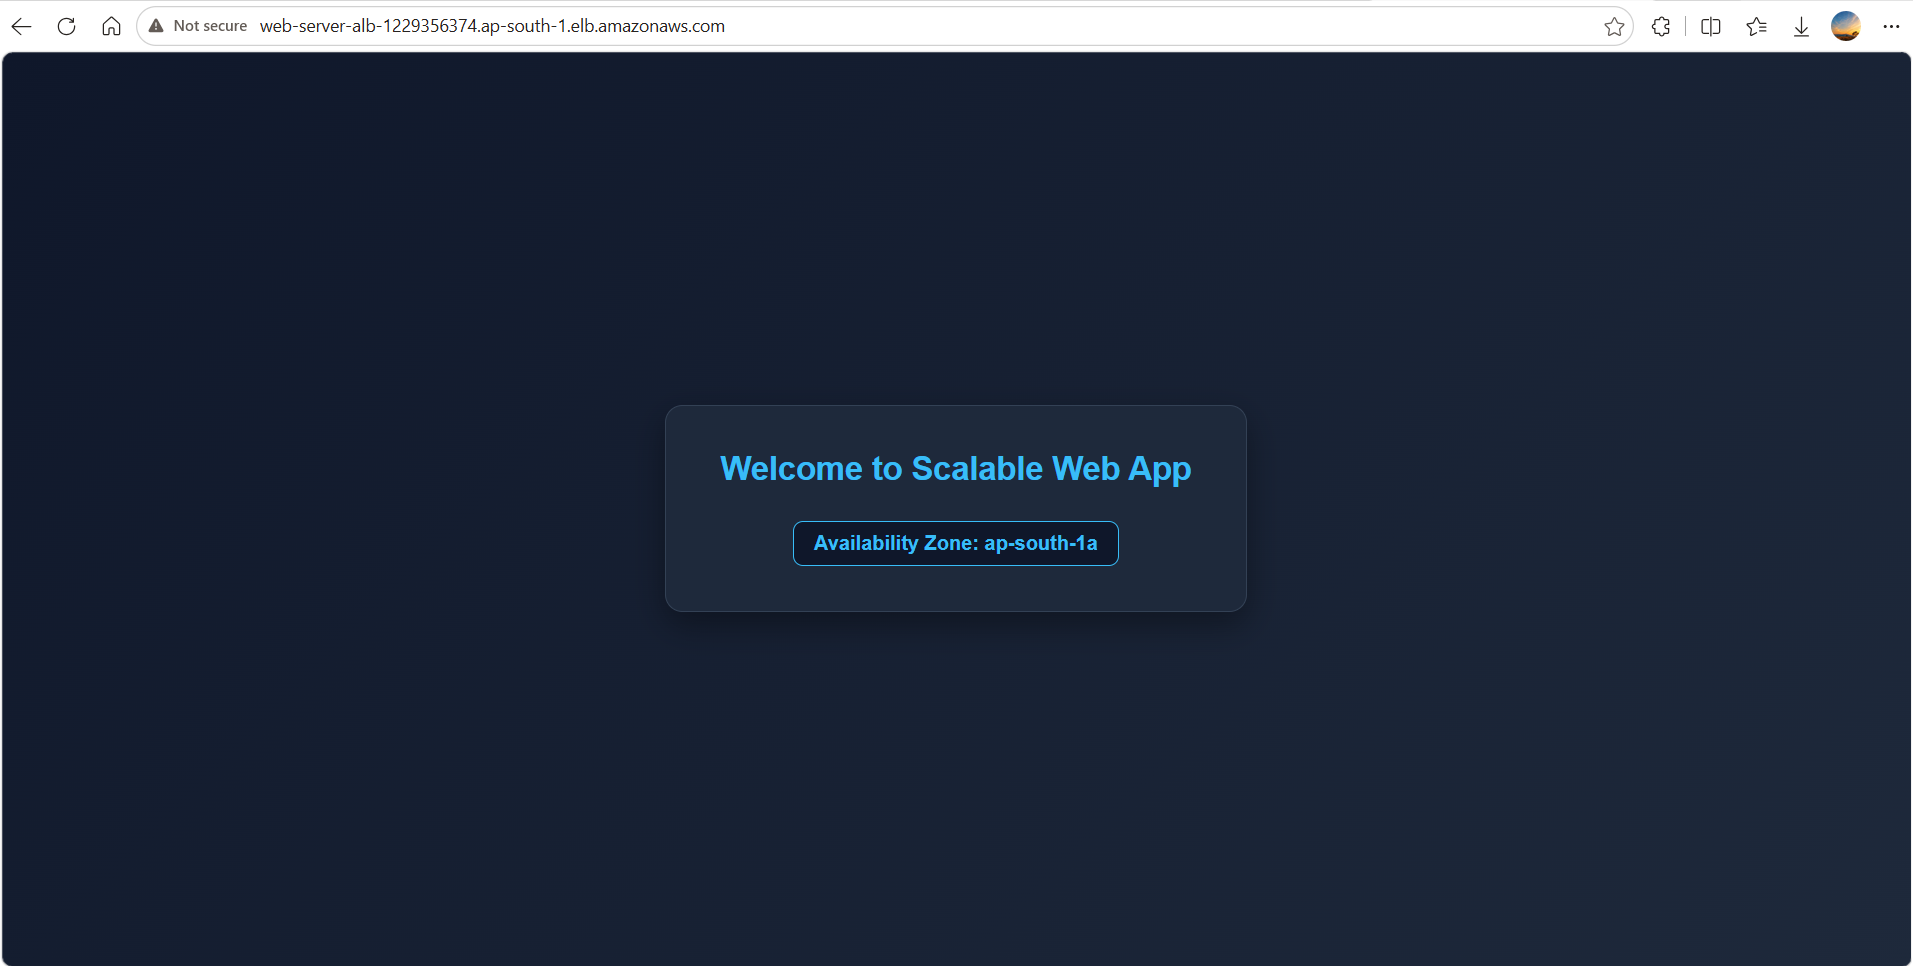 Not secure web-server-alb-1229356374.ap-south-1.elb.amazonaws.com
Welcome to Scalable Web App
Availability Zone: ap-south-1a